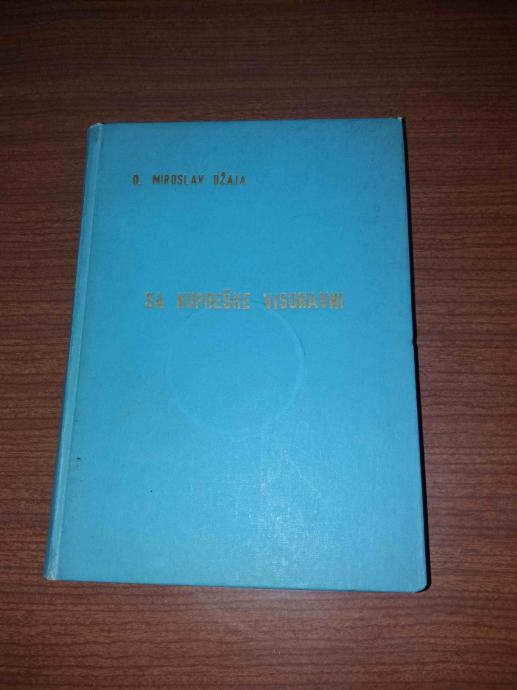 O. MIROSLAV DŽAJA
SA KUPREŠKE VISORAVNI